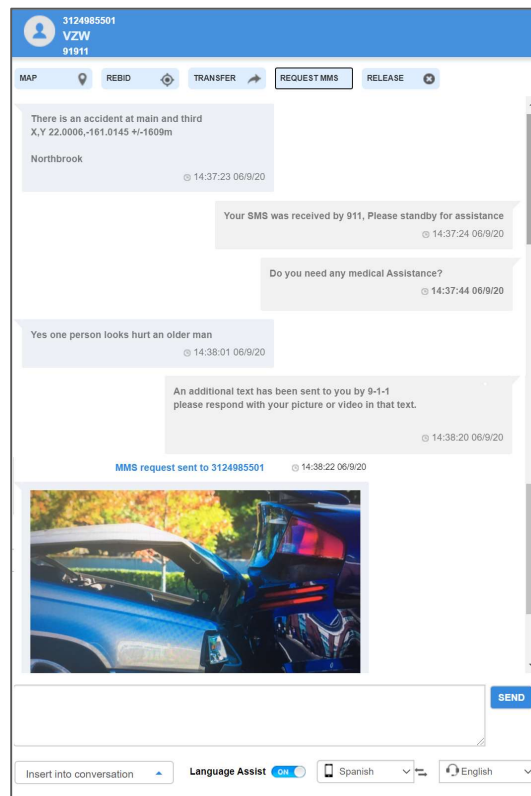 3124985501
VZW
91911
MAP
REBID
TRANSFER
REQUEST MMS
RELEASE
There is an accident at main and third
X,Y 22.0006,-161.0145 +/-1609m
Northbrook
14:37:23 06/9/20
Your SMS was received by 911, Please standby for assistance
14:37:24 06/9/20
Do you need any medical Assistance?
14:37:44 06/9/20
Yes one person looks hurt an older man
14:38:01 06/9/20
An additional text has been sent to you by 9-1-1
please respond with your picture or video in that text.
14:38:20 06/9/20
MMS request sent to 3124985501 14:38:22 06/9/20
SEND
Insert into conversation
Language Assist ON
Spanish
English